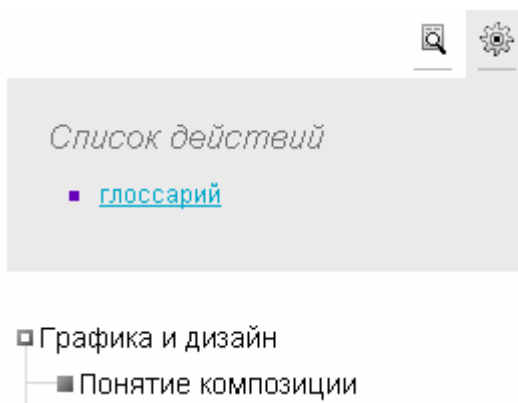 Список действий
глоссарий
Графика и дизайн
Понятие композиции